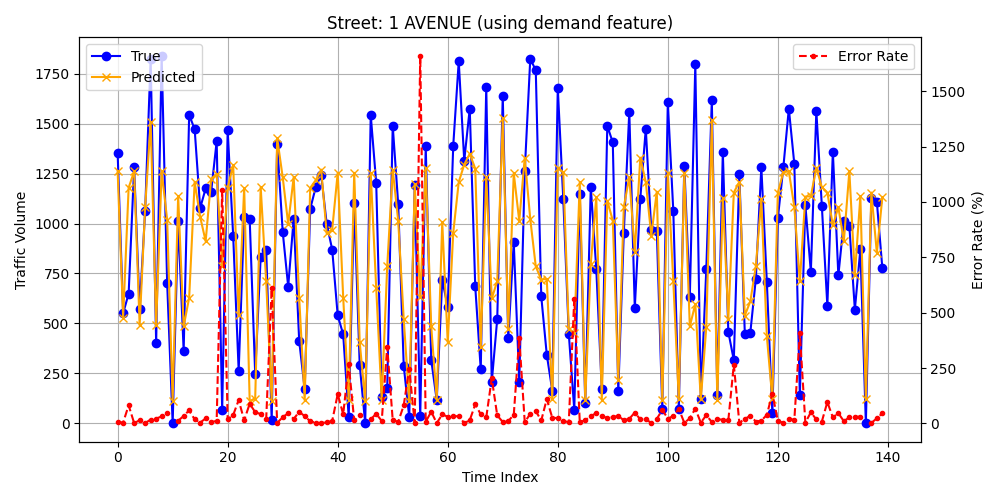 Street: 1 AVENUE (using demand feature)
True
Predicted
Error Rate
Traffic Volume
1750
1500
1250
1000
750
500
250
0
1500
1250
1000
750
500
250
0
Error Rate (%)
0 20 40 60 80 100 120 140
Time Index